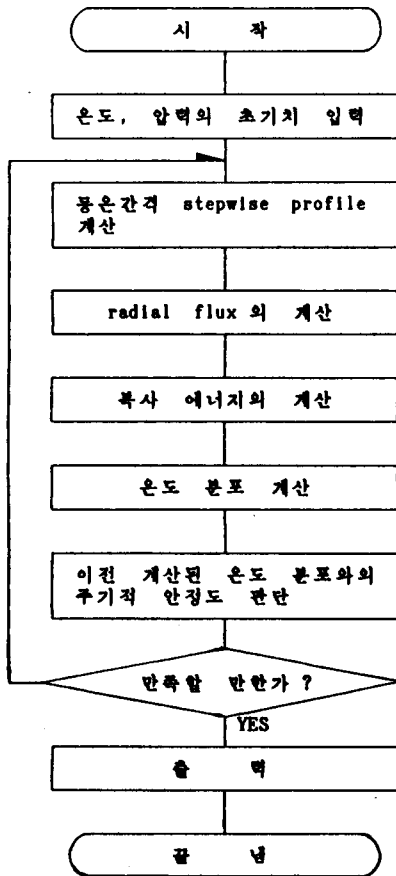 시 작
온도, 압력의 초기치 입력
등온간격 stepwise profile
계산
radial flux 의 계산
복사 에너지의 계산
온도 분포 계산
이전 계산된 온도 분포와의
주기적 안정도 판단
만족할 만한가 ?
YES
출 력
끝 냄